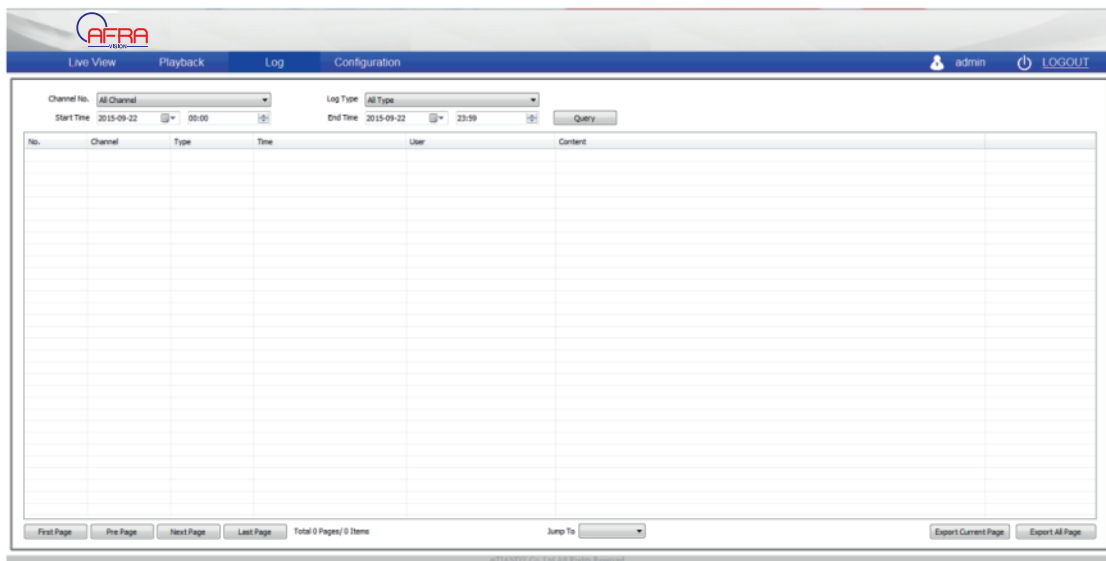 AFRA
VISION
Live View Playback Log Configuration admin LOGOUT
Channel No. All Channel Log Type All Type
Start Time 2015-09-22 00:00 End Time 2015-09-22 23:59 Query
No. Channel Type Time User Content
First Page Pre Page Next Page Last Page Total 0 Pages/ 0 Items Jump To Export Current Page Export All Page